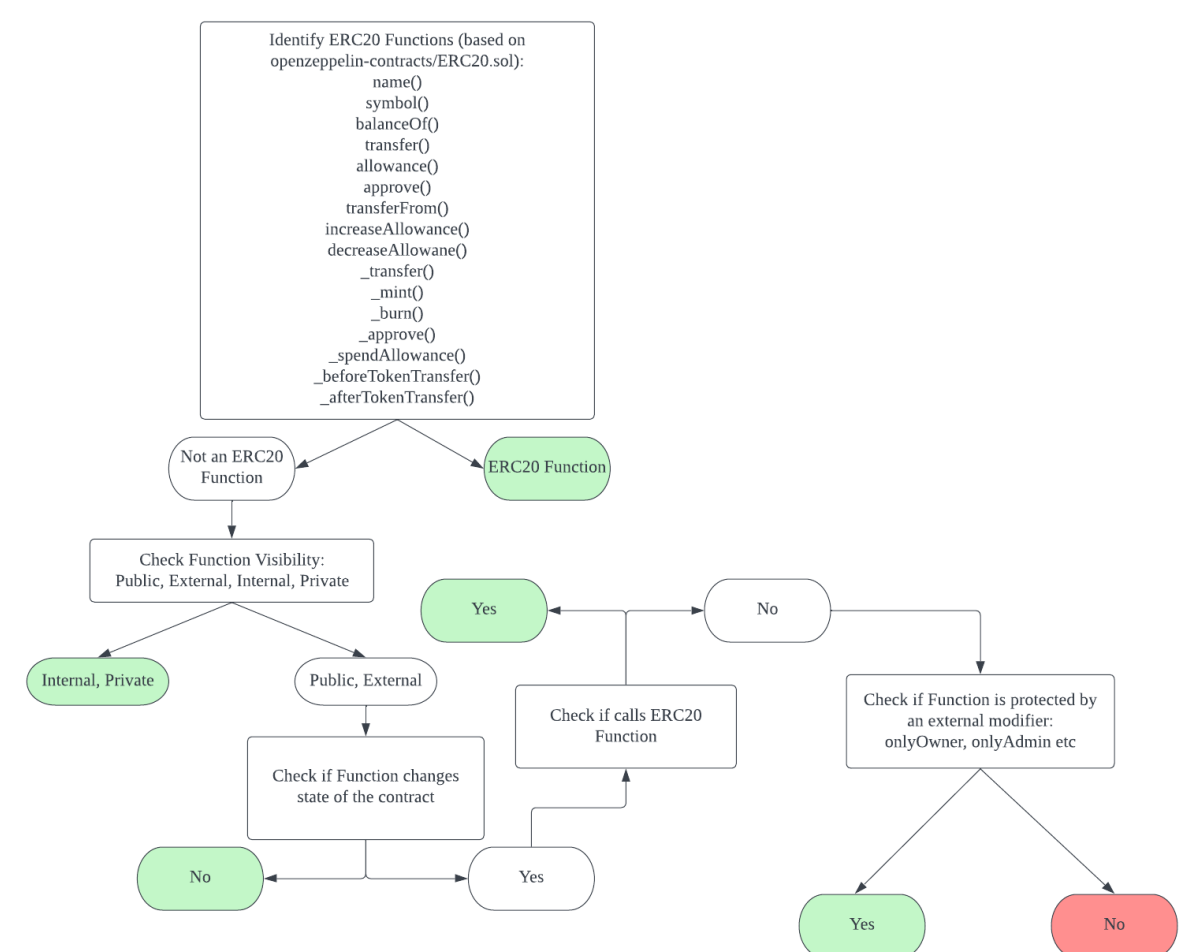 Identify ERC20 Functions (based on
openzeppelin-contracts/ERC20.sol):
name()
symbol()
balanceOf()
transfer()
allowance()
approve()
transferFrom()
increaseAllowance()
decreaseAllowane()
_transfer()
_mint()
_burn()
_approve()
_spendAllowance()
_beforeTokenTransfer()
_afterTokenTransfer()
Not an ERC20
Function
ERC20 Function
Check Function Visibility:
Public, External, Internal, Private
Internal, Private
Public, External
Check if Function changes
state of the contract
No
Yes
Check if calls ERC20
Function
Yes
No
Check if Function is protected by
an external modifier:
onlyOwner, onlyAdmin etc
Yes
No